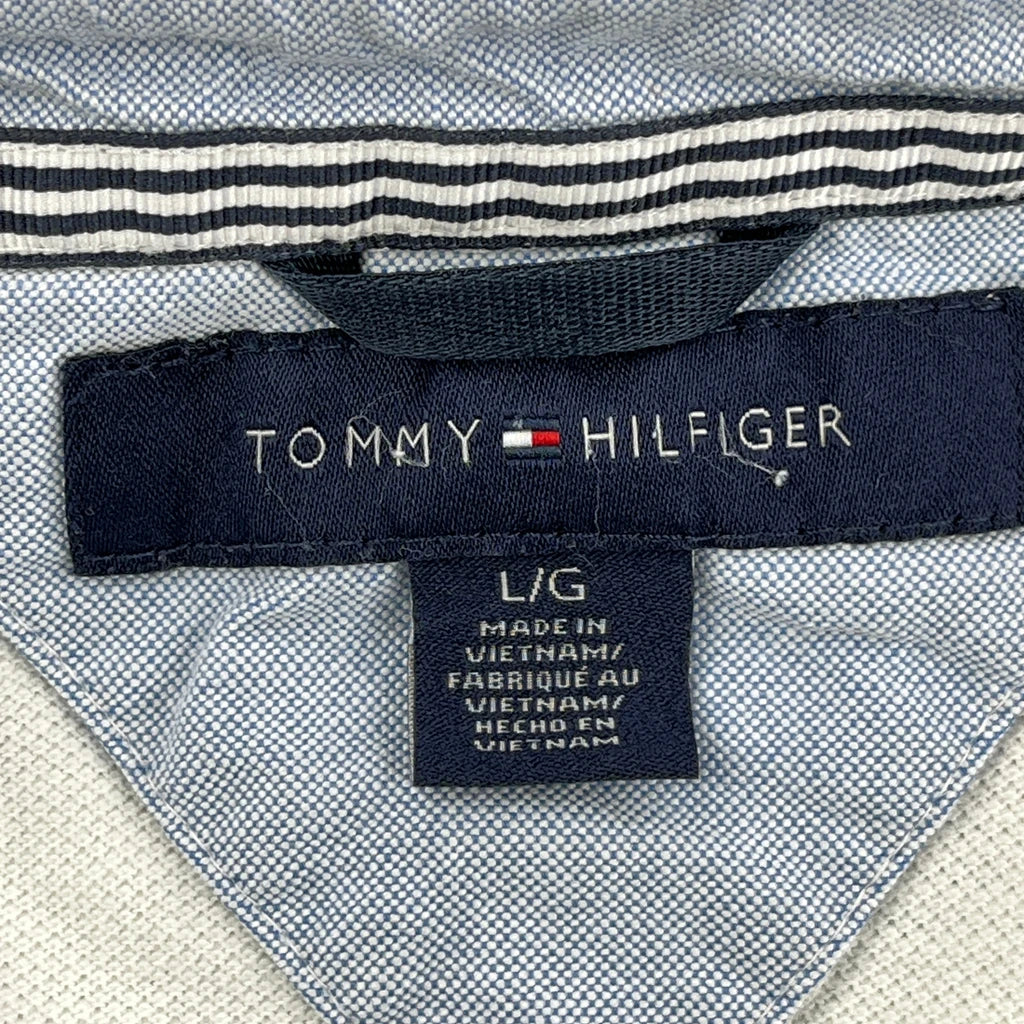 TOMMY HILFIGER
L/G
MADE IN
VIETNAM/
FABRIQUÉ AU
VIETNAM/
HECHO EN
VIETNAM